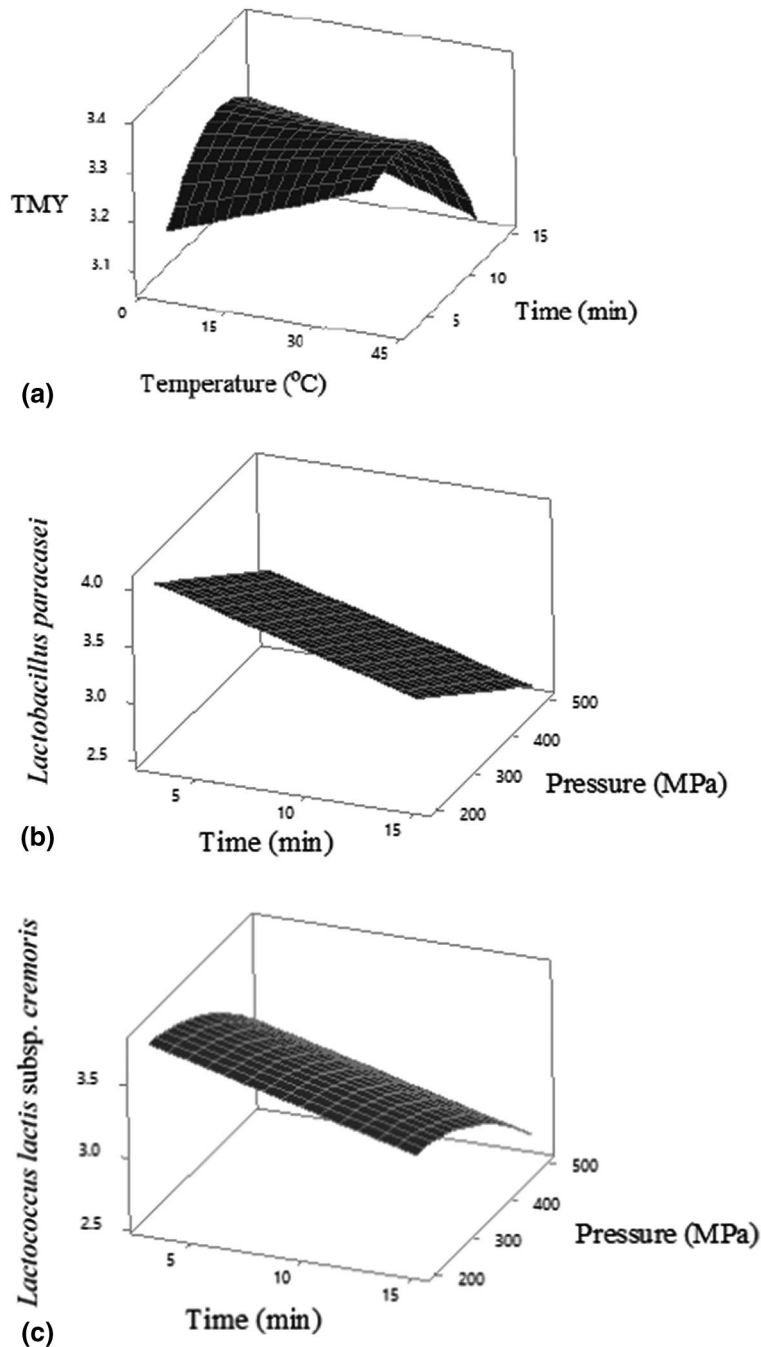 3.4
3.3
TMY
3.2
3.1
0
15
30
45
5
10
15
Time (min)
Temperature (°C)
(a)
Lactobacillus paracasei
4.0
3.5
3.0
2.5
5
10
15
200
300
400
500
Pressure (MPa)
Time (min)
(b)
Lactococcus lactis subsp. cremoris
3.5
3.0
2.5
5
10
15
200
300
400
500
Pressure (MPa)
Time (min)
(c)